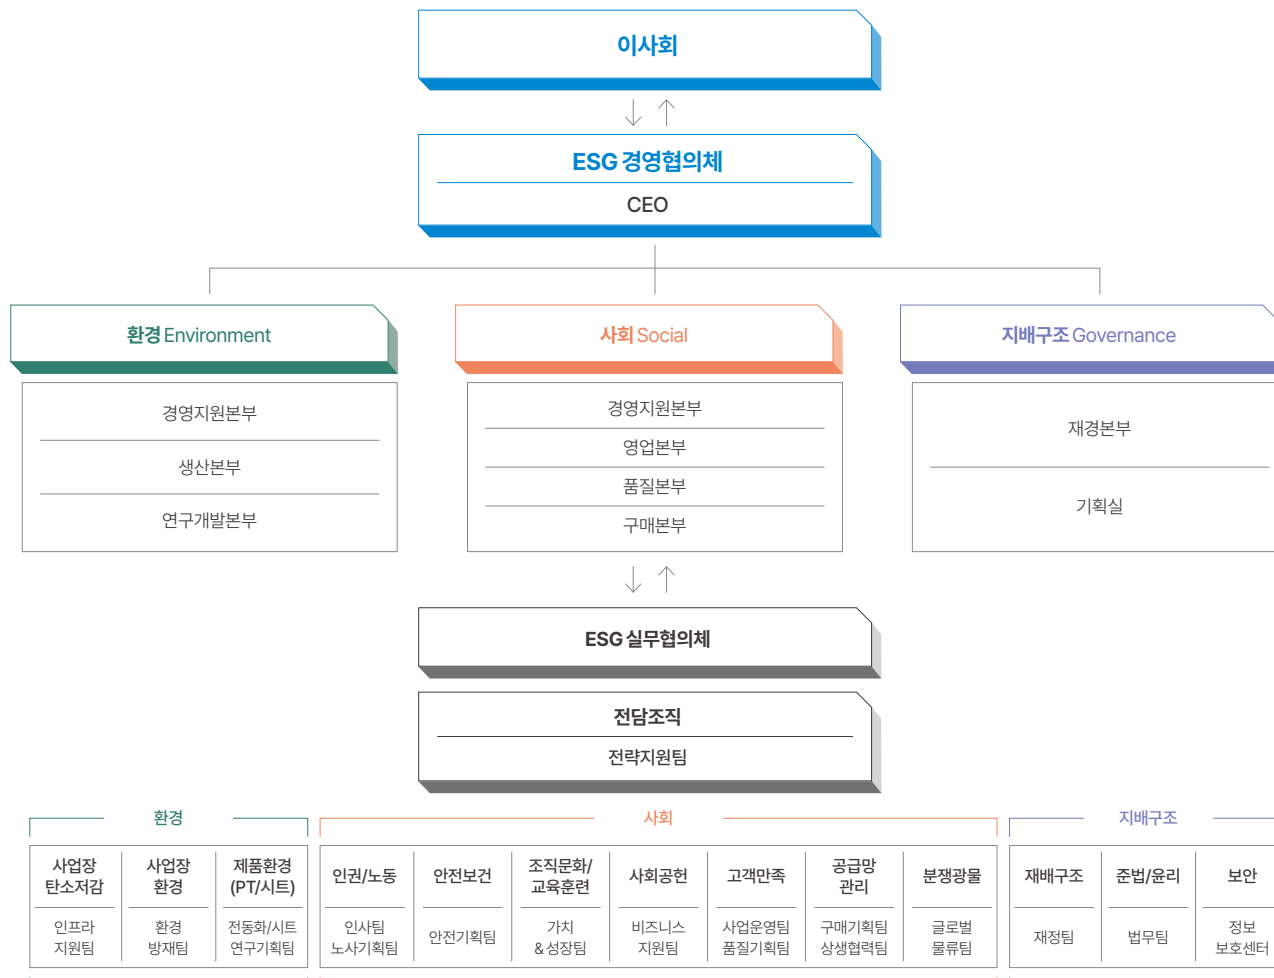 이사회
ESG 경영협의체
CEO
환경 Environment
경영지원본부
생산본부
연구개발본부
사회 Social
경영지원본부
영업본부
품질본부
구매본부
지배구조 Governance
재경본부
기획실
ESG 실무협의체
전담조직
전략지원팀
환경
사업장
탄소저감
인프라
지원팀
사업장
환경
환경
방재팀
제품환경
(PT/시트)
전동화/시트
연구기획팀
사회
인권/노동
인사팀
노사기획팀
안전보건
안전기획팀
조직문화/
교육훈련
가치
& 성장팀
사회공헌
비즈니스
지원팀
고객만족
사업운영팀
품질기획팀
공급망
관리
구매기획팀
상생협력팀
분쟁광물
글로벌
물류팀
지배구조
재배구조
재정팀
준법/윤리
법무팀
보안
정보
보호센터